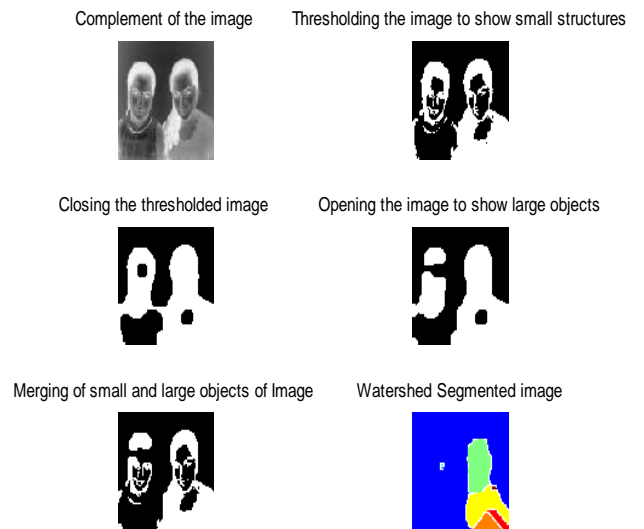 Complement of the image
Thresholding the image to show small structures
Closing the thresholded image
Opening the image to show large objects
Merging of small and large objects of Image
Watershed Segmented image